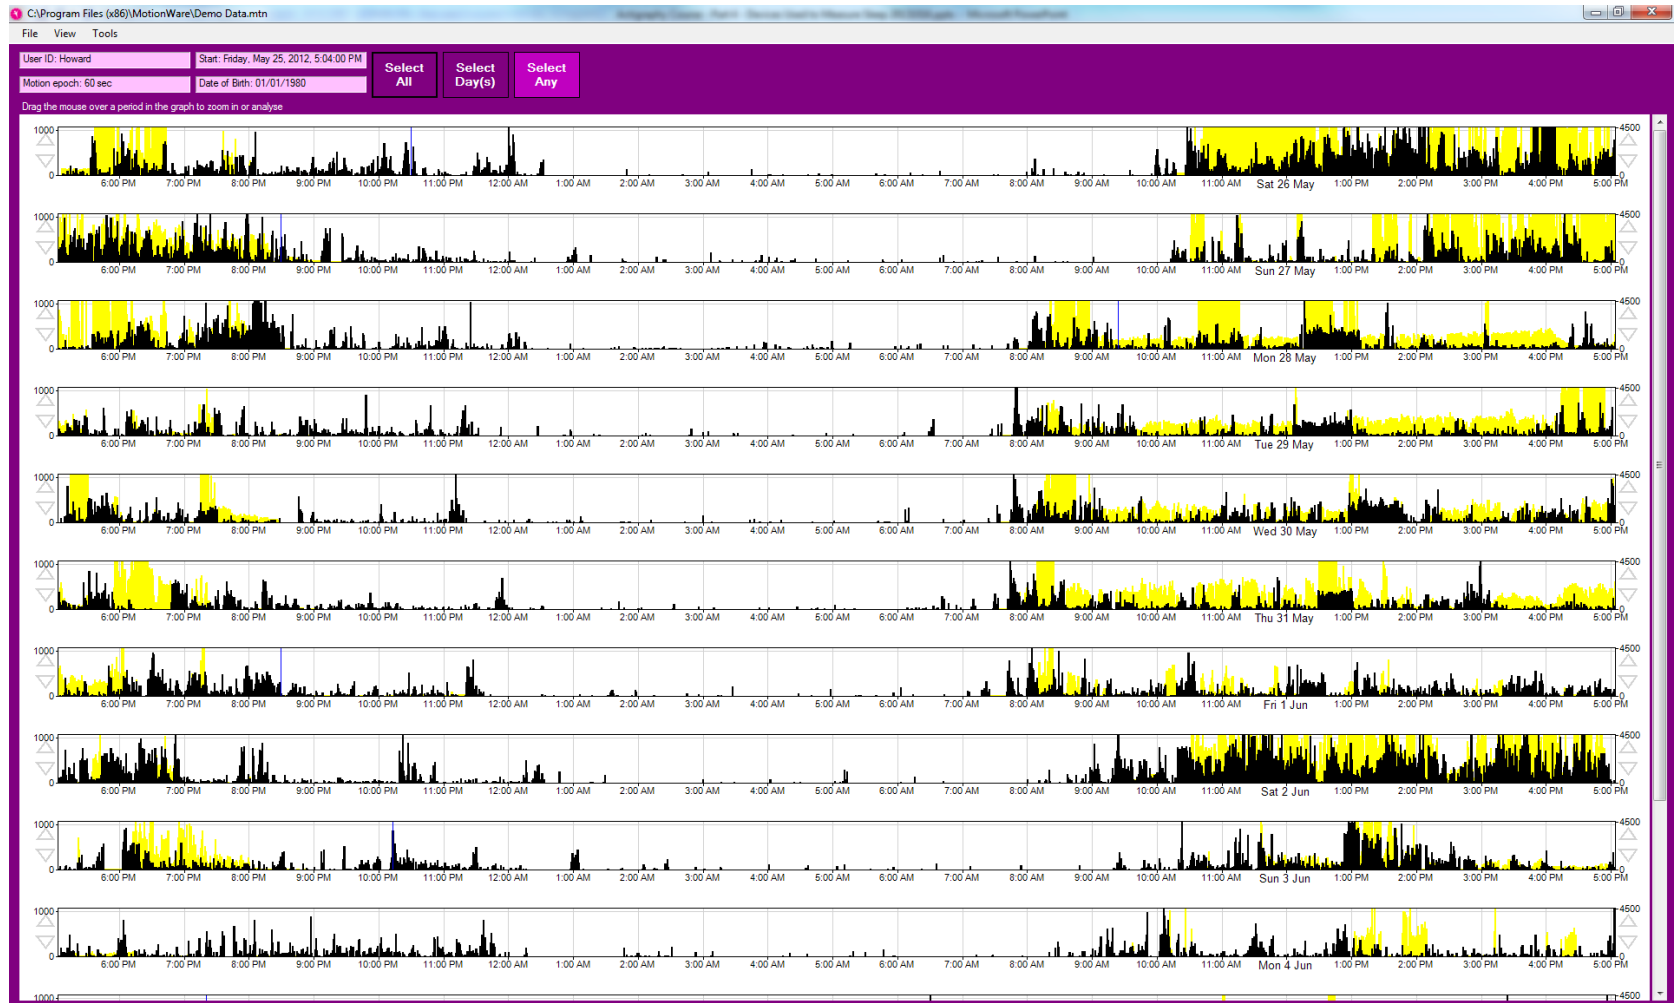 C:\Program Files (x86)\MotionWare\Demo Data.mtn
File View Tools
User ID: Howard Start: Friday, May 25, 2012, 5:04:00 PM Select All Select Day(s) Select Any
Motion epoch: 60 sec Date of Birth: 01/01/1980
Drag the mouse over a period in the graph to zoom in or analyse
1000 4500
0 0
6:00 PM 7:00 PM 8:00 PM 9:00 PM 10:00 PM 11:00 PM 12:00 AM 1:00 AM 2:00 AM 3:00 AM 4:00 AM 5:00 AM 6:00 AM 7:00 AM 8:00 AM 9:00 AM 10:00 AM 11:00 AM Sat 26 May 1:00 PM 2:00 PM 3:00 PM 4:00 PM 5:00 PM
1000 4500
0 0
6:00 PM 7:00 PM 8:00 PM 9:00 PM 10:00 PM 11:00 PM 12:00 AM 1:00 AM 2:00 AM 3:00 AM 4:00 AM 5:00 AM 6:00 AM 7:00 AM 8:00 AM 9:00 AM 10:00 AM 11:00 AM Sun 27 May 1:00 PM 2:00 PM 3:00 PM 4:00 PM 5:00 PM
1000 4500
0 0
6:00 PM 7:00 PM 8:00 PM 9:00 PM 10:00 PM 11:00 PM 12:00 AM 1:00 AM 2:00 AM 3:00 AM 4:00 AM 5:00 AM 6:00 AM 7:00 AM 8:00 AM 9:00 AM 10:00 AM 11:00 AM Mon 28 May 1:00 PM 2:00 PM 3:00 PM 4:00 PM 5:00 PM
1000 4500
0 0
6:00 PM 7:00 PM 8:00 PM 9:00 PM 10:00 PM 11:00 PM 12:00 AM 1:00 AM 2:00 AM 3:00 AM 4:00 AM 5:00 AM 6:00 AM 7:00 AM 8:00 AM 9:00 AM 10:00 AM 11:00 AM Tue 29 May 1:00 PM 2:00 PM 3:00 PM 4:00 PM 5:00 PM
1000 4500
0 0
6:00 PM 7:00 PM 8:00 PM 9:00 PM 10:00 PM 11:00 PM 12:00 AM 1:00 AM 2:00 AM 3:00 AM 4:00 AM 5:00 AM 6:00 AM 7:00 AM 8:00 AM 9:00 AM 10:00 AM 11:00 AM Wed 30 May 1:00 PM 2:00 PM 3:00 PM 4:00 PM 5:00 PM
1000 4500
0 0
6:00 PM 7:00 PM 8:00 PM 9:00 PM 10:00 PM 11:00 PM 12:00 AM 1:00 AM 2:00 AM 3:00 AM 4:00 AM 5:00 AM 6:00 AM 7:00 AM 8:00 AM 9:00 AM 10:00 AM 11:00 AM Thu 31 May 1:00 PM 2:00 PM 3:00 PM 4:00 PM 5:00 PM
1000 4500
0 0
6:00 PM 7:00 PM 8:00 PM 9:00 PM 10:00 PM 11:00 PM 12:00 AM 1:00 AM 2:00 AM 3:00 AM 4:00 AM 5:00 AM 6:00 AM 7:00 AM 8:00 AM 9:00 AM 10:00 AM 11:00 AM Fri 1 Jun 1:00 PM 2:00 PM 3:00 PM 4:00 PM 5:00 PM
1000 4500
0 0
6:00 PM 7:00 PM 8:00 PM 9:00 PM 10:00 PM 11:00 PM 12:00 AM 1:00 AM 2:00 AM 3:00 AM 4:00 AM 5:00 AM 6:00 AM 7:00 AM 8:00 AM 9:00 AM 10:00 AM 11:00 AM Sat 2 Jun 1:00 PM 2:00 PM 3:00 PM 4:00 PM 5:00 PM
1000 4500
0 0
6:00 PM 7:00 PM 8:00 PM 9:00 PM 10:00 PM 11:00 PM 12:00 AM 1:00 AM 2:00 AM 3:00 AM 4:00 AM 5:00 AM 6:00 AM 7:00 AM 8:00 AM 9:00 AM 10:00 AM 11:00 AM Sun 3 Jun 1:00 PM 2:00 PM 3:00 PM 4:00 PM 5:00 PM
1000 4500
0 0
6:00 PM 7:00 PM 8:00 PM 9:00 PM 10:00 PM 11:00 PM 12:00 AM 1:00 AM 2:00 AM 3:00 AM 4:00 AM 5:00 AM 6:00 AM 7:00 AM 8:00 AM 9:00 AM 10:00 AM 11:00 AM Mon 4 Jun 1:00 PM 2:00 PM 3:00 PM 4:00 PM 5:00 PM
1000 4500